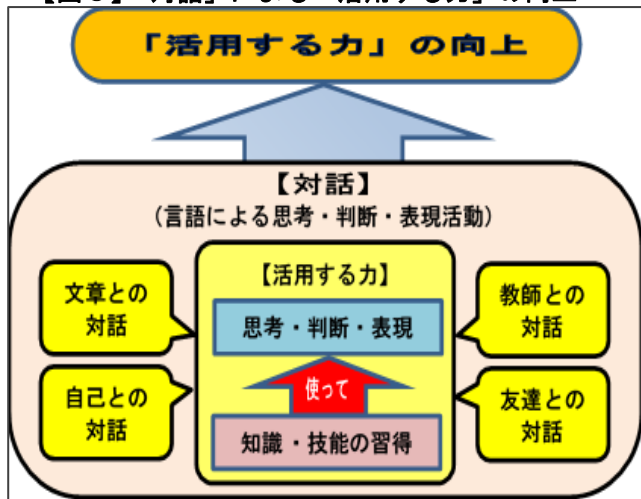 「活用する力」の向上
【対話】
(言語による思考・判断・表現活動)
【活用する力】
文章との
対話
思考・判断・表現
教師との
対話
使って
自己との
対話
知識・技能の習得
友達との
対話